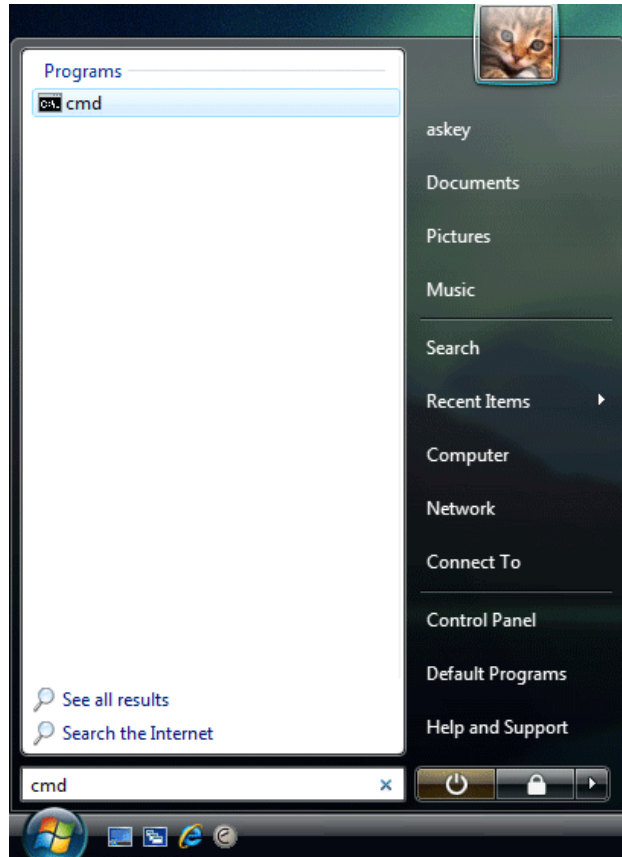 Programs
cmd
See all results
Search the Internet
cmd
askey
Documents
Pictures
Music
Search
Recent Items
Computer
Network
Connect To
Control Panel
Default Programs
Help and Support